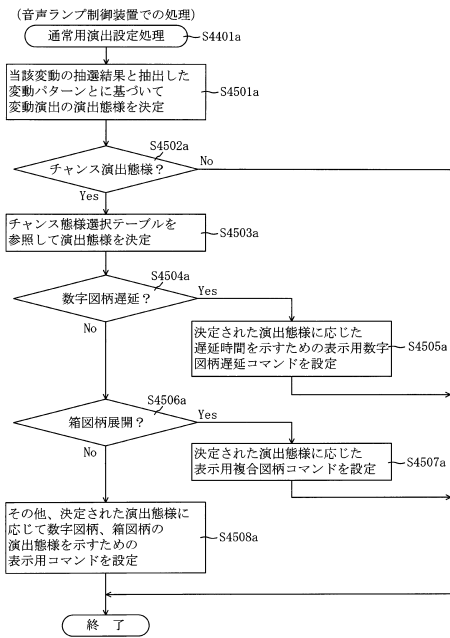 (音声ランプ制御装置での処理)
通常用演出設定処理
S4401a
当該変動の抽選結果と抽出した
変動パターンとに基づいて
変動演出の演出態様を決定
S4501a
S4502a
チャンス演出態様?
No
Yes
チャンス態様選択テーブルを
参照して演出態様を決定
S4503a
S4504a
数字図柄遅延?
Yes
No
決定された演出態様に応じた
遅延時間を示すための表示用数字
図柄遅延コマンドを設定
S4505a
S4506a
箱図柄展開?
Yes
No
決定された演出態様に応じた
表示用複合図柄コマンドを設定
S4507a
その他、決定された演出態様に
応じて数字図柄、箱図柄の
演出態様を示すための
表示用コマンドを設定
S4508a
終 了